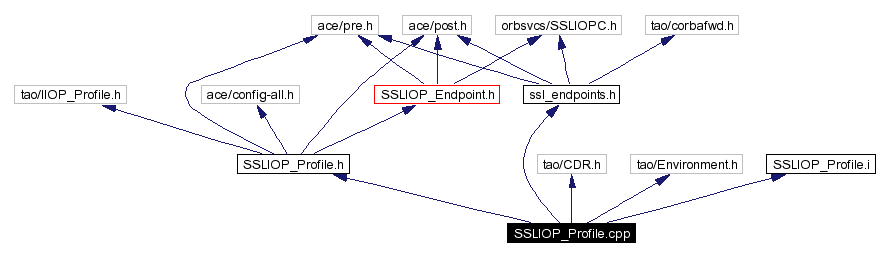 ace/pre.h
ace/post.h
orbsvcs/SSLIOPC.h
tao/corbafwd.h
tao/IIOP_Profile.h
ace/config-all.h
SSLIOP_Endpoint.h
ssl_endpoints.h
SSLIOP_Profile.h
tao/CDR.h
tao/Environment.h
SSLIOP_Profile.i
SSLIOP_Profile.cpp